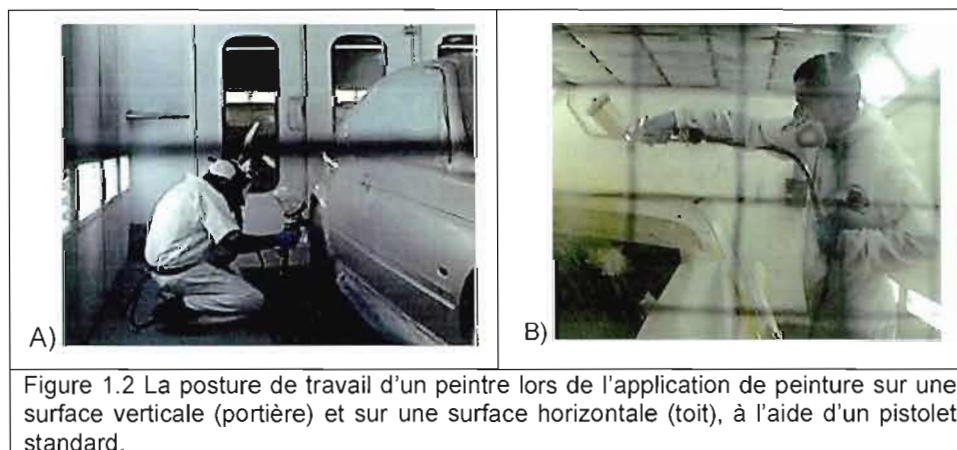 A)
B)
Figure 1.2 La posture de travail d'un peintre lors de l'application de peinture sur une
surface verticale (portière) et sur une surface horizontale (toit), à l'aide d'un pistolet
standard.